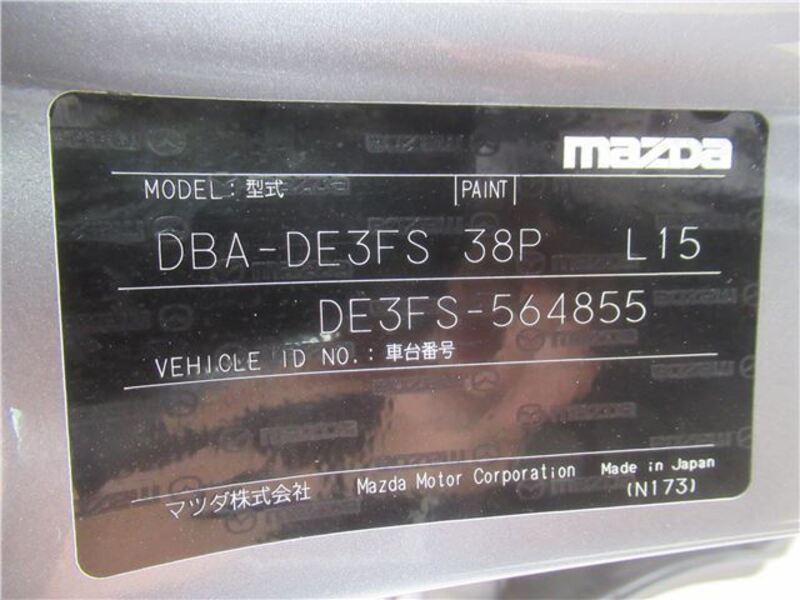 mazda
MODEL: 型式 PAINT
DBA-DE3FS 38P L15
DE3FS-564855
VEHICLE ID NO.: 車台番号
マツダ株式会社 Mazda Motor Corporation Made in Japan
(N173)